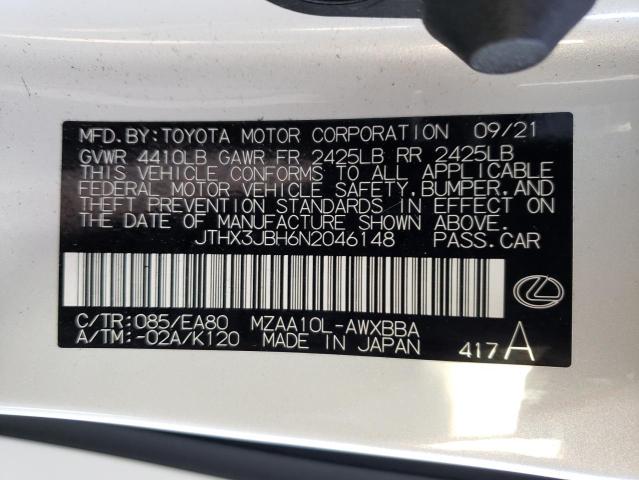 MFD. BY: TOYOTA MOTOR CORPORATION 09/21
GVWR 4410LB GAWR FR 2425LB RR 2425LB
THIS VEHICLE CONFORMS TO ALL APPLICABLE
FEDERAL MOTOR VEHICLE SAFETY, BUMPER, AND
THEFT PREVENTION STANDARDS IN EFFECT ON
THE DATE OF MANUFACTURE SHOWN ABOVE.
JTHX3JBH6N2046148 PASS. CAR
C/TR: 085/EA80 MZAA10L-AWXBBA
A/TM: -02A/K120 MADE IN JAPAN 417 A